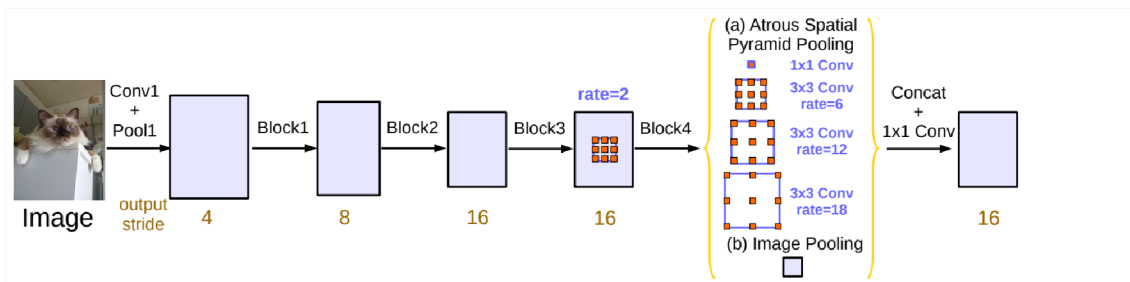 (a) Atrous Spatial
Pyramid Pooling
1x1 Conv
3x3 Conv
rate=6
3x3 Conv
rate=12
3x3 Conv
rate=18
(b) Image Pooling
Conv1
+
Pool1
Block1
Block2
Block3
rate=2
Block4
Concat
+
1x1 Conv
Image
output
stride
4
8
16
16
16